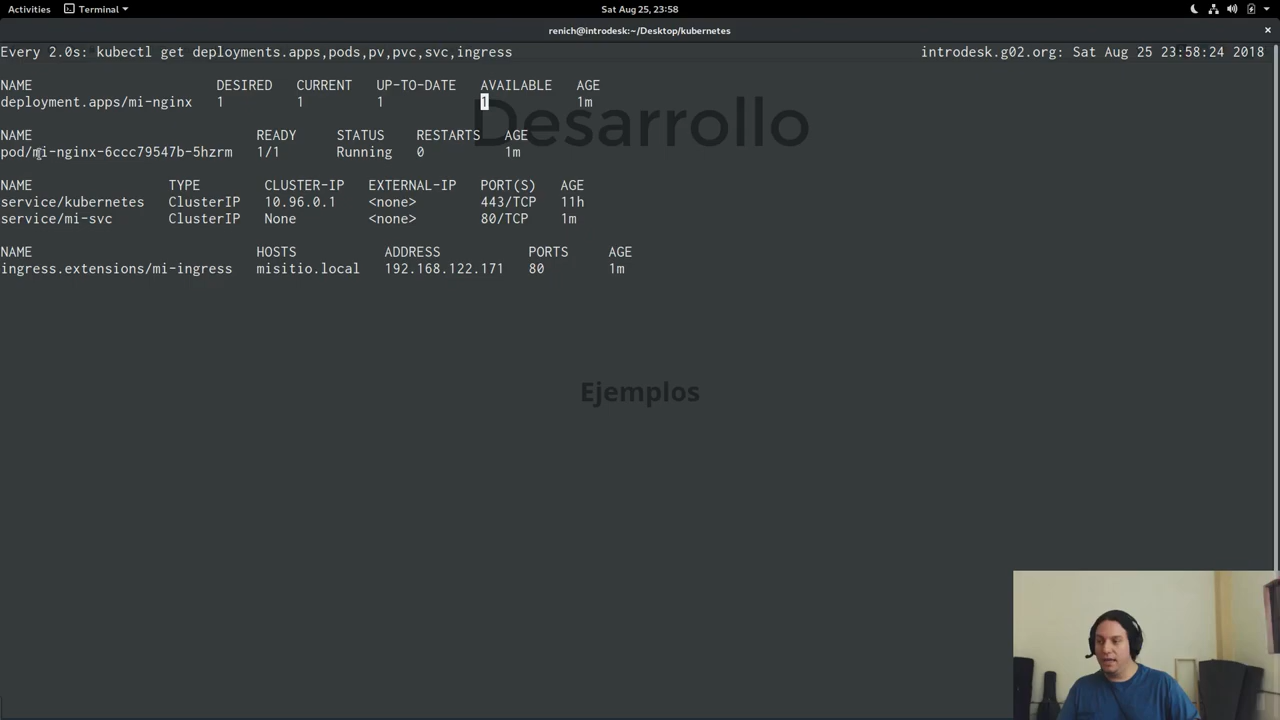 Activities Terminal Sat Aug 25, 23:58
renich@introdesk:~/Desktop/kubernetes
Every 2.0s: kubectl get deployments.apps,pods,pv,pvc,svc,ingress introdesk.g02.org: Sat Aug 25 23:58:24 2018
NAME DESIRED CURRENT UP-TO-DATE AVAILABLE AGE
deployment.apps/mi-nginx 1 1 1 1 1m
Desarrollo
NAME READY STATUS RESTARTS AGE
pod/mi-nginx-6ccc79547b-5hzrm 1/1 Running 0 1m
NAME TYPE CLUSTER-IP EXTERNAL-IP PORT(S) AGE
service/kubernetes ClusterIP 10.96.0.1 <none> 443/TCP 11h
service/mi-svc ClusterIP None <none> 80/TCP 1m
NAME HOSTS ADDRESS PORTS AGE
ingress.extensions/mi-ingress misitio.local 192.168.122.171 80 1m
Ejemplos